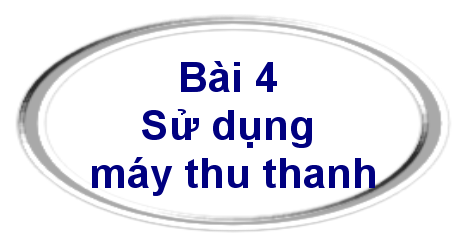 Bài 4
Sử dụng
máy thu thanh